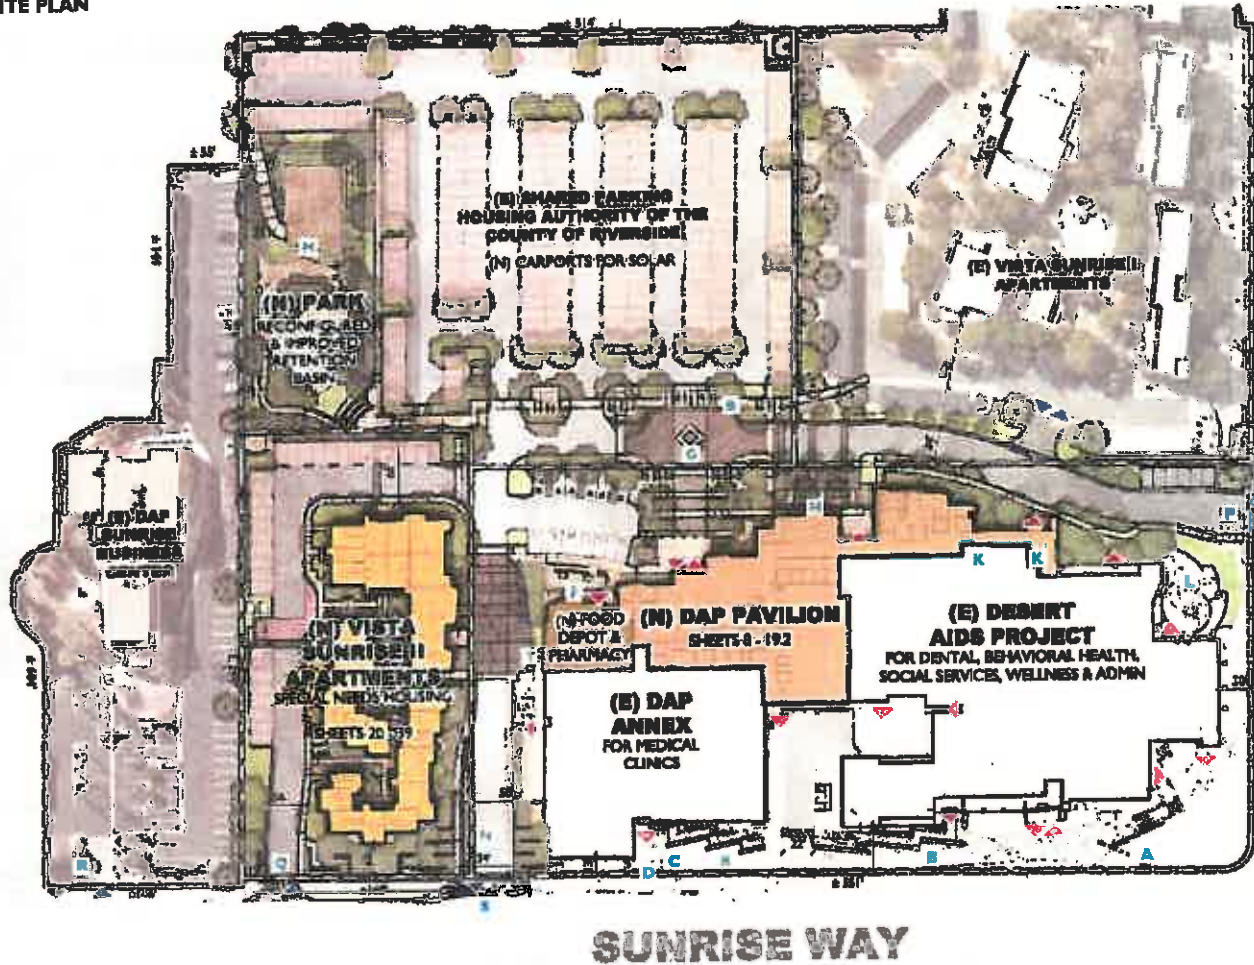 ITE PLAN
± 514'
C
± 55'
(E) SHARED PARKING
HOUSING AUTHORITY OF THE
COUNTY OF RIVERSIDE
(N) CARPORTS FOR SOLAR
H
(N) PARK
RECONFIGURED
& IMPROVED
RETENTION
BASIN
(E) VISTA SUNRISE I
APARTMENTS
G
(E) DAP
SUNRISE
BUSINESS
CENTER
M
P
K
K
L
F
(N) FOOD
DEPOT &
PHARMACY
(N) DAP PAVILION
SHEETS 8 - 19.2
(E) DESERT
AIDS PROJECT
FOR DENTAL, BEHAVIORAL HEALTH,
SOCIAL SERVICES, WELLNESS & ADMIN
(N) VISTA
SUNRISE II
APARTMENTS
SPECIAL NEEDS HOUSING
(E) DAP
ANNEX
FOR MEDICAL
CLINICS
N
R
Q
D
C
B
A
S
SUNRISE WAY